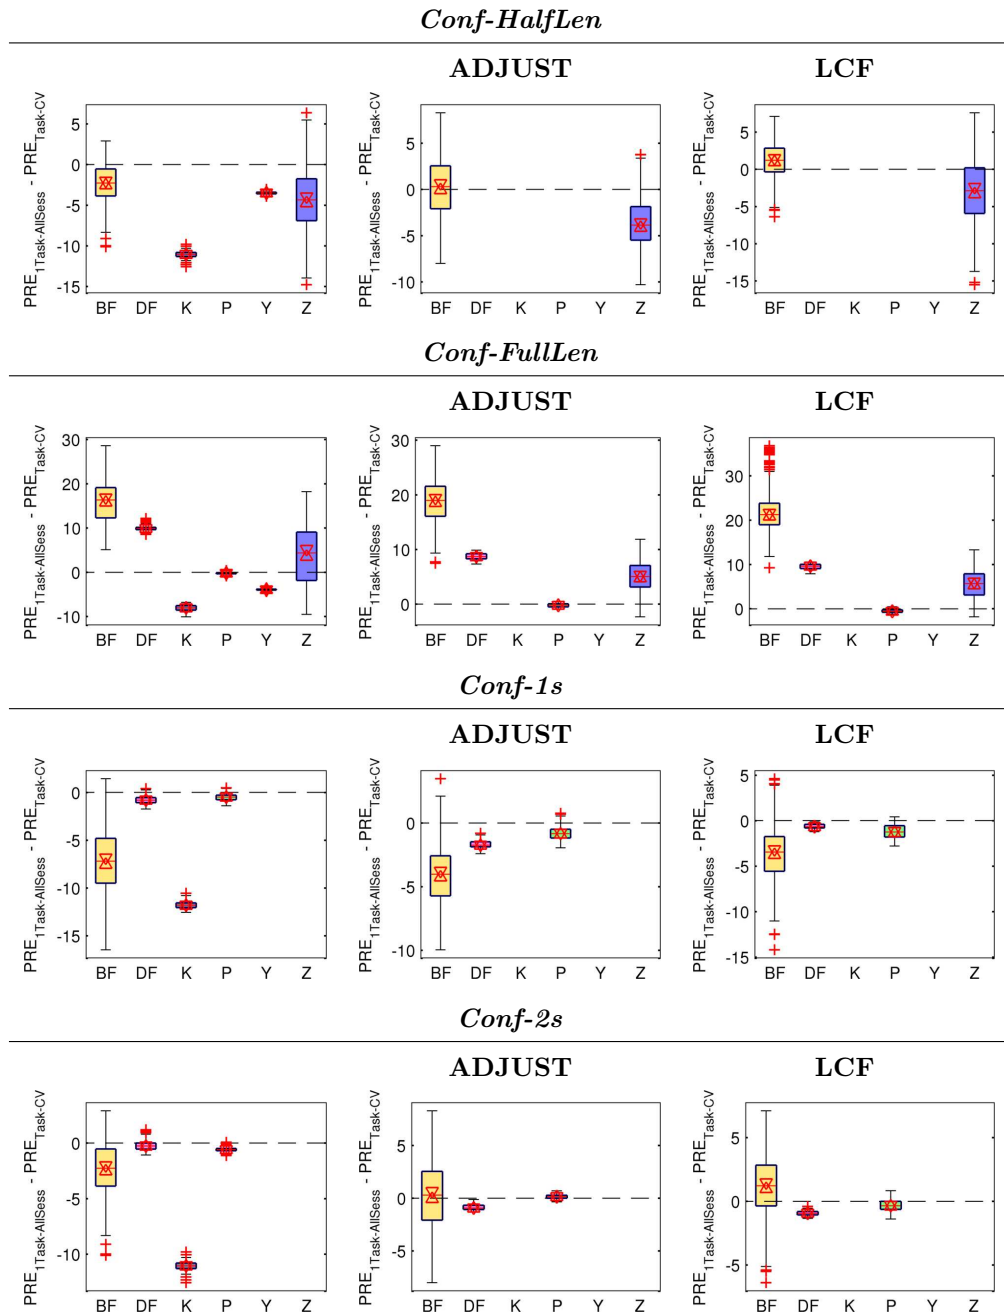 Conf-HalfLen
ADJUST LCF
PRE1Task-AllSess - PRETask-CV
5
0
-5
-10
-15
BF DF K P Y Z
PRE1Task-AllSess - PRETask-CV
5
0
-5
-10
BF DF K P Y Z
PRE1Task-AllSess - PRETask-CV
5
0
-5
-10
-15
BF DF K P Y Z
Conf-FullLen
ADJUST LCF
PRE1Task-AllSess - PRETask-CV
30
20
10
0
-10
BF DF K P Y Z
PRE1Task-AllSess - PRETask-CV
30
20
10
0
BF DF K P Y Z
PRE1Task-AllSess - PRETask-CV
30
20
10
0
BF DF K P Y Z
Conf-1s
ADJUST LCF
PRE1Task-AllSess - PRETask-CV
0
-5
-10
-15
BF DF K P Y Z
PRE1Task-AllSess - PRETask-CV
0
-5
-10
BF DF K P Y Z
PRE1Task-AllSess - PRETask-CV
5
0
-5
-10
-15
BF DF K P Y Z
Conf-2s
ADJUST LCF
PRE1Task-AllSess - PRETask-CV
0
-5
-10
BF DF K P Y Z
PRE1Task-AllSess - PRETask-CV
5
0
-5
BF DF K P Y Z
PRE1Task-AllSess - PRETask-CV
5
0
-5
BF DF K P Y Z